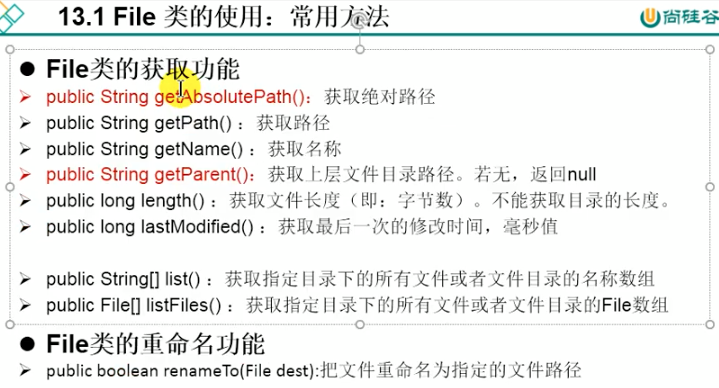 13.1 File 类的使用：常用方法
尚硅谷
File类的获取功能
public String getAbsolutePath()：获取绝对路径
public String getPath() ：获取路径
public String getName() ：获取名称
public String getParent()：获取上层文件目录路径。若无，返回null
public long length() ：获取文件长度（即：字节数）。不能获取目录的长度。
public long lastModified() ：获取最后一次的修改时间，毫秒值
public String[] list() ：获取指定目录下的所有文件或者文件目录的名称数组
public File[] listFiles() ：获取指定目录下的所有文件或者文件目录的File数组
File类的重命名功能
public boolean renameTo(File dest):把文件重命名为指定的文件路径